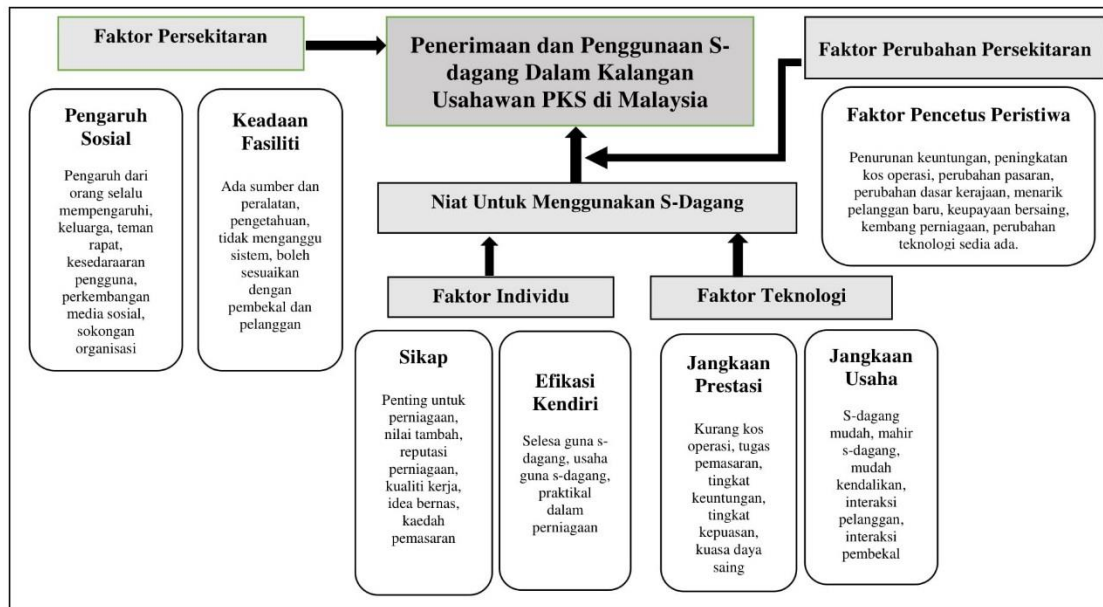 Faktor Persekitaran
Penerimaan dan Penggunaan S-
dagang Dalam Kalangan
Usahawan PKS di Malaysia
Faktor Perubahan Persekitaran
Pengaruh
Sosial
Pengaruh dari
orang selalu
mempengaruhi,
keluarga, teman
rapat,
kesedaraaran
pengguna,
perkembangan
media sosial,
sokongan
organisasi
Keadaan
Fasiliti
Ada sumber dan
peralatan,
pengetahuan,
tidak menganggu
sistem, boleh
sesuaikan
dengan
pembekal dan
pelanggan
Faktor Pencetus Peristiwa
Penurunan keuntungan, peningkatan
kos operasi, perubahan pasaran,
perubahan dasar kerajaan, menarik
pelanggan baru, keupayaan bersaing,
kembang perniagaan, perubahan
teknologi sedia ada.
Niat Untuk Menggunakan S-Dagang
Faktor Individu
Faktor Teknologi
Sikap
Penting untuk
perniagaan,
nilai tambah,
reputasi
perniagaan,
kualiti kerja,
idea bernas,
kaedah
pemasaran
Efikasi
Kendiri
Selesa guna s-
dagang, usaha
guna s-dagang,
praktikal
dalam
perniagaan
Jangkaan
Prestasi
Kurang kos
operasi, tugas
pemasaran,
tingkat
keuntungan,
tingkat
kepuasan,
kuasa daya
saing
Jangkaan
Usaha
S-dagang
mudah, mahir
s-dagang,
mudah
kendalikan,
interaksi
pelanggan,
interaksi
pembekal